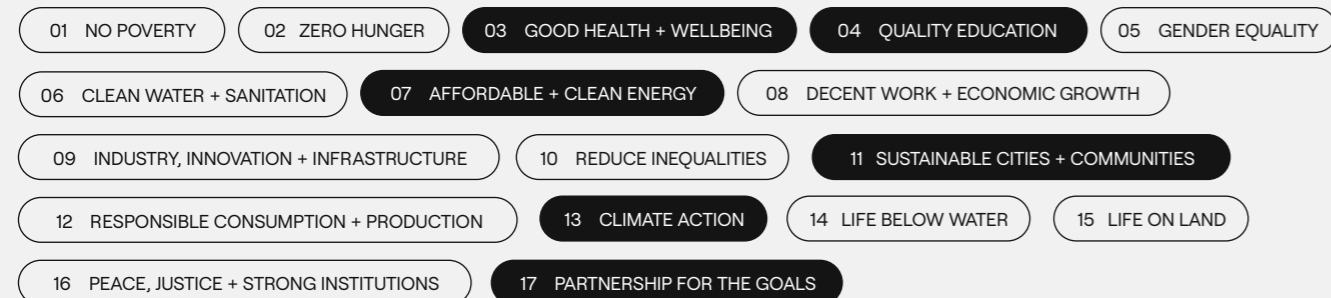 01 NO POVERTY 02 ZERO HUNGER 03 GOOD HEALTH + WELLBEING 04 QUALITY EDUCATION 05 GENDER EQUALITY
06 CLEAN WATER + SANITATION 07 AFFORDABLE + CLEAN ENERGY 08 DECENT WORK + ECONOMIC GROWTH
09 INDUSTRY, INNOVATION + INFRASTRUCTURE 10 REDUCE INEQUALITIES 11 SUSTAINABLE CITIES + COMMUNITIES
12 RESPONSIBLE CONSUMPTION + PRODUCTION 13 CLIMATE ACTION 14 LIFE BELOW WATER 15 LIFE ON LAND
16 PEACE, JUSTICE + STRONG INSTITUTIONS 17 PARTNERSHIP FOR THE GOALS